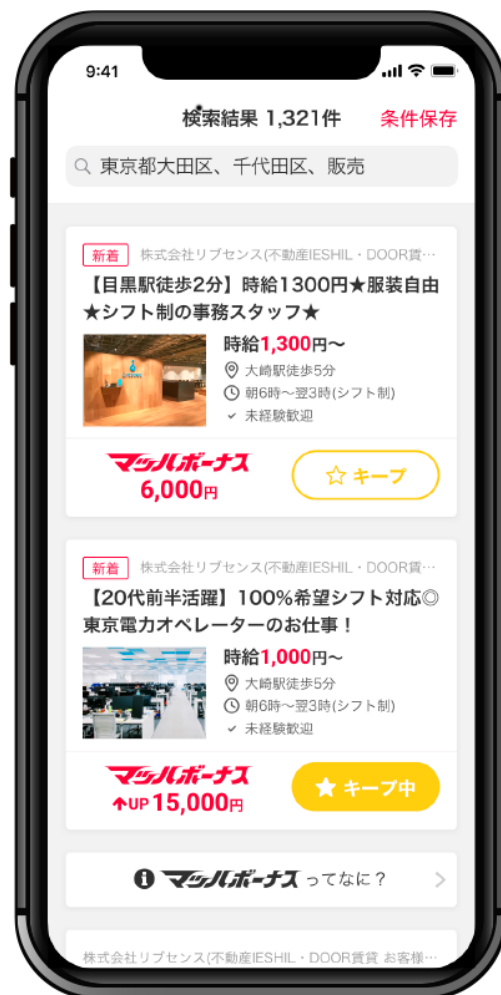 9:41
検索結果 1,321件
条件保存
東京都大田区、千代田区、販売
新着 株式会社リブセンス(不動産IESHIL・DOOR賃…
【目黒駅徒歩2分】時給1300円★服装自由
★シフト制の事務スタッフ★
時給1,300円〜
大崎駅徒歩5分
朝6時〜翌3時(シフト制)
未経験歓迎
マッハボーナス
6,000円
キープ
新着 株式会社リブセンス(不動産IESHIL・DOOR賃…
【20代前半活躍】100%希望シフト対応◎
東京電力オペレーターのお仕事！
時給1,000円〜
大崎駅徒歩5分
朝6時〜翌3時(シフト制)
未経験歓迎
マッハボーナス
UP 15,000円
キープ中
マッハボーナスってなに？
株式会社リブセンス(不動産IESHIL・DOOR賃貸 お客様…